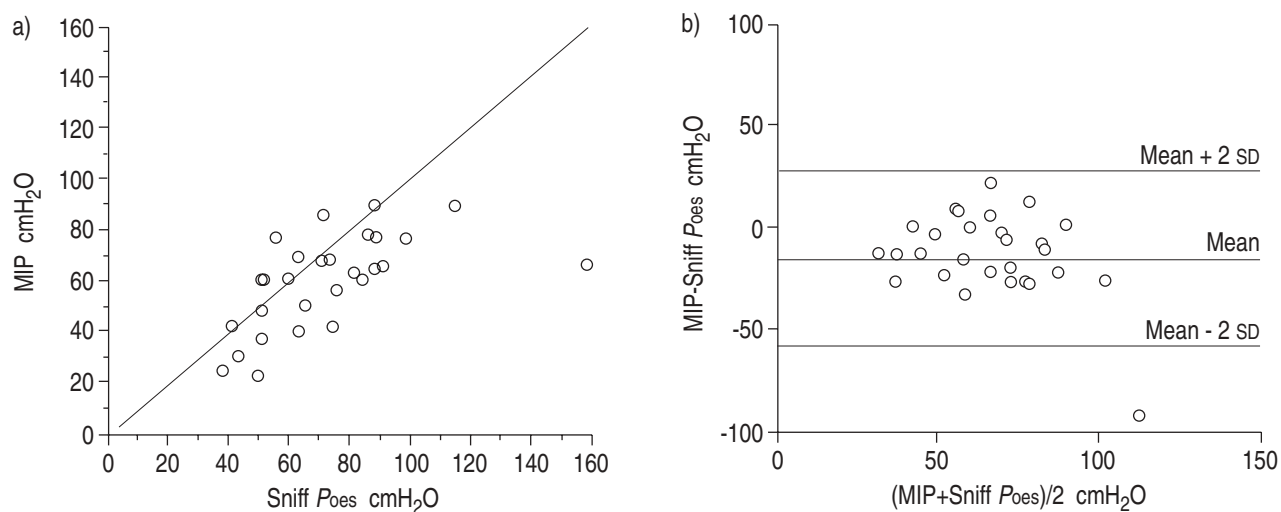 a)
160
140
120
100
80
60
40
20
0
MIP cmH₂O
0 20 40 60 80 100 120 140 160
Sniff Poes cmH₂O
b)
100
50
0
-50
-100
MIP-Sniff Poes cmH₂O
Mean + 2 SD
Mean
Mean - 2 SD
0 50 100 150
(MIP+Sniff Poes)/2 cmH₂O